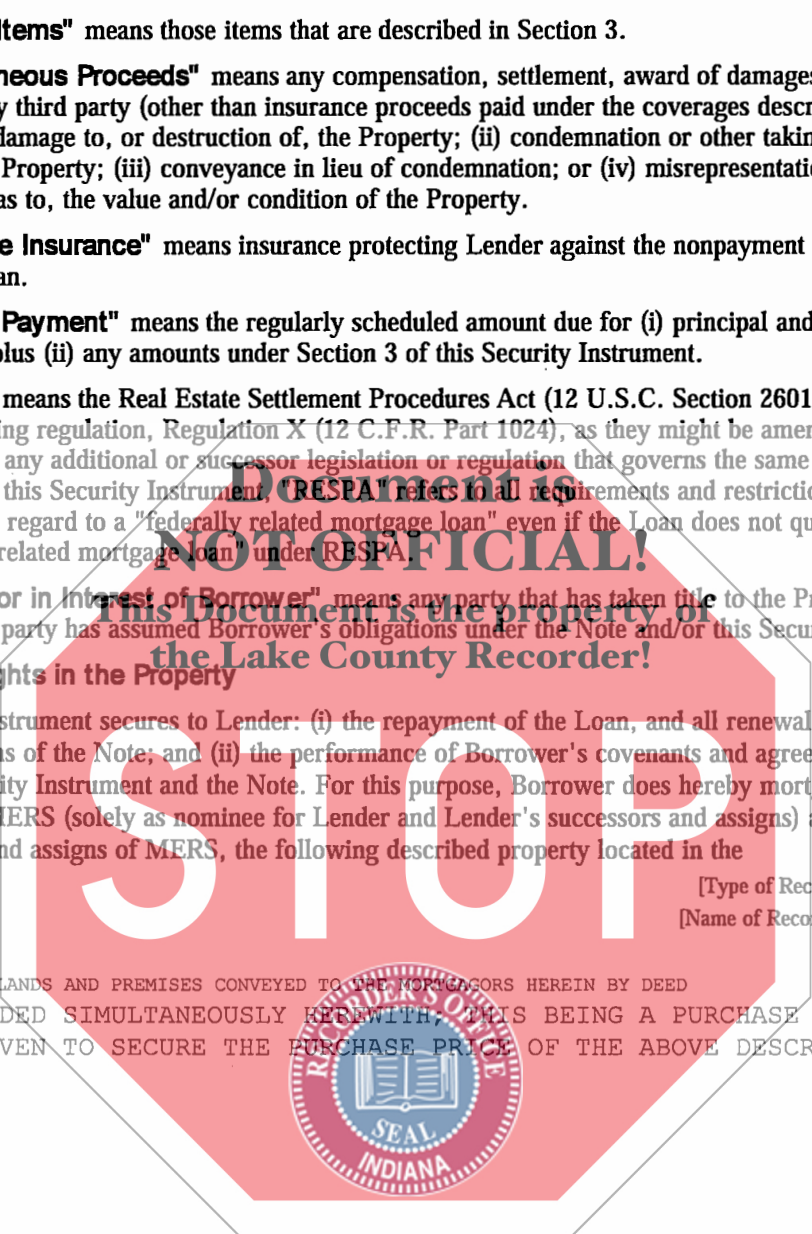 Items" means those items that are described in Section 3.
neous Proceeds" means any compensation, settlement, award of damages
y third party (other than insurance proceeds paid under the coverages descr
damage to, or destruction of, the Property; (ii) condemnation or other takin
Property; (iii) conveyance in lieu of condemnation; or (iv) misrepresentati
as to, the value and/or condition of the Property.
e Insurance" means insurance protecting Lender against the nonpayment
an.
Payment" means the regularly scheduled amount due for (i) principal and
plus (ii) any amounts under Section 3 of this Security Instrument.
means the Real Estate Settlement Procedures Act (12 U.S.C. Section 2601
ing regulation, Regulation X (12 C.F.R. Part 1024), as they might be amen
any additional or successor legislation or regulation that governs the same
Document is
this Security Instrument, "RESPA" refers to all requirements and restrictio
regard to a "federally related mortgage loan" even if the Loan does not qu
NOT OFFICIAL!
related mortgage loan" under RESPA.
or in Interest of Borrower" means any party that has taken title to the Pr
This Document is the property of
party has assumed Borrower's obligations under the Note and/or this Secur
the Lake County Recorder!
ghts in the Property
strument secures to Lender: (i) the repayment of the Loan, and all renewal
ns of the Note; and (ii) the performance of Borrower's covenants and agree
ity Instrument and the Note. For this purpose, Borrower does hereby mort
STOP
MERS (solely as nominee for Lender and Lender's successors and assigns) a
nd assigns of MERS, the following described property located in the
[Type of Rec
[Name of Reco
LANDS AND PREMISES CONVEYED TO THE MORTGAGORS HEREIN BY DEED
DED SIMULTANEOUSLY HEREWITH; THIS BEING A PURCHASE
VEN TO SECURE THE PURCHASE PRICE OF THE ABOVE DESCR
RECORDER'S OFFICE
SEAL
INDIANA